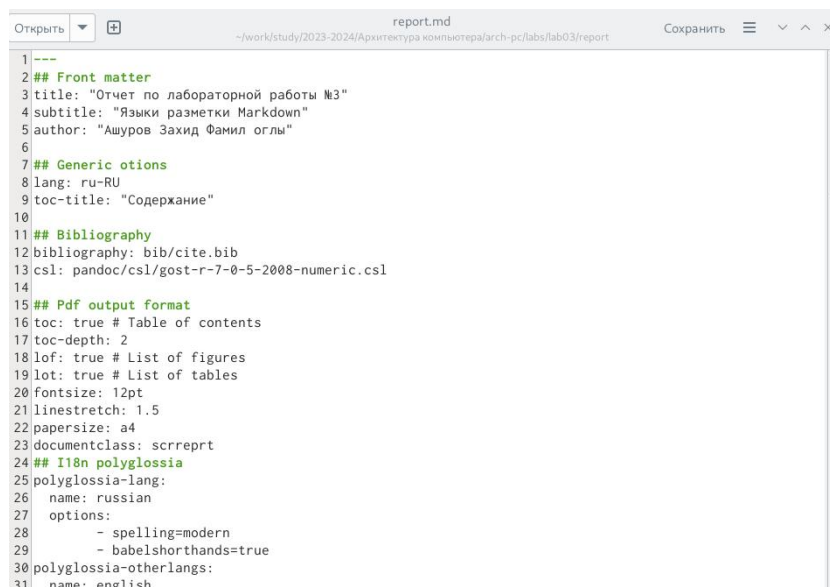 Открыть
report.md
~/work/study/2023-2024/Архитектура компьютера/arch-pc/labs/lab03/report
Сохранить
1 ---
2 ## Front matter
3 title: "Отчет по лабораторной работы №3"
4 subtitle: "Языки разметки Markdown"
5 author: "Ашуров Захид Фамил оглы"
6
7 ## Generic otions
8 lang: ru-RU
9 toc-title: "Содержание"
10
11 ## Bibliography
12 bibliography: bib/cite.bib
13 csl: pandoc/csl/gost-r-7-0-5-2008-numeric.csl
14
15 ## Pdf output format
16 toc: true # Table of contents
17 toc-depth: 2
18 lof: true # List of figures
19 lot: true # List of tables
20 fontsize: 12pt
21 linestretch: 1.5
22 papersize: a4
23 documentclass: scrreprt
24 ## I18n polyglossia
25 polyglossia-lang:
26   name: russian
27   options:
28         - spelling=modern
29         - babelshorthands=true
30 polyglossia-otherlangs:
31   name: english